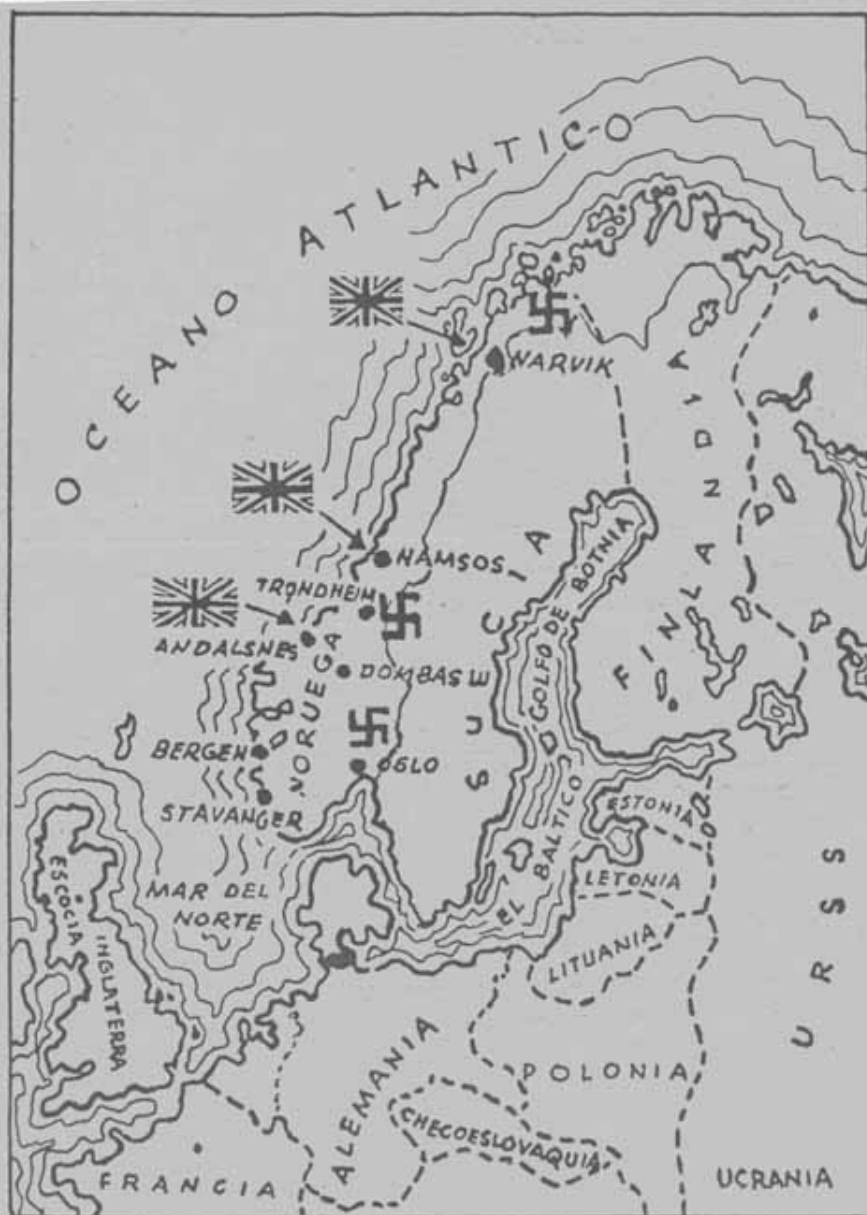 OCEANO ATLANTICO
NARVIK
NAMSOS
TRONDHEIM
ANDALSNES
DOMBAS
NORUEGA
SUECIA
GOLFO DE BOTNIA
FINLANDIA
BERGEN
OSLO
STAVANGER
ESTONIA
EL BALTICO
LETONIA
MAR DEL
NORTE
ESCOCIA
INGLATERRA
LITUANIA
URSS
ALEMANIA
POLONIA
CHECOESLOVAQUIA
FRANCIA
UCRANIA